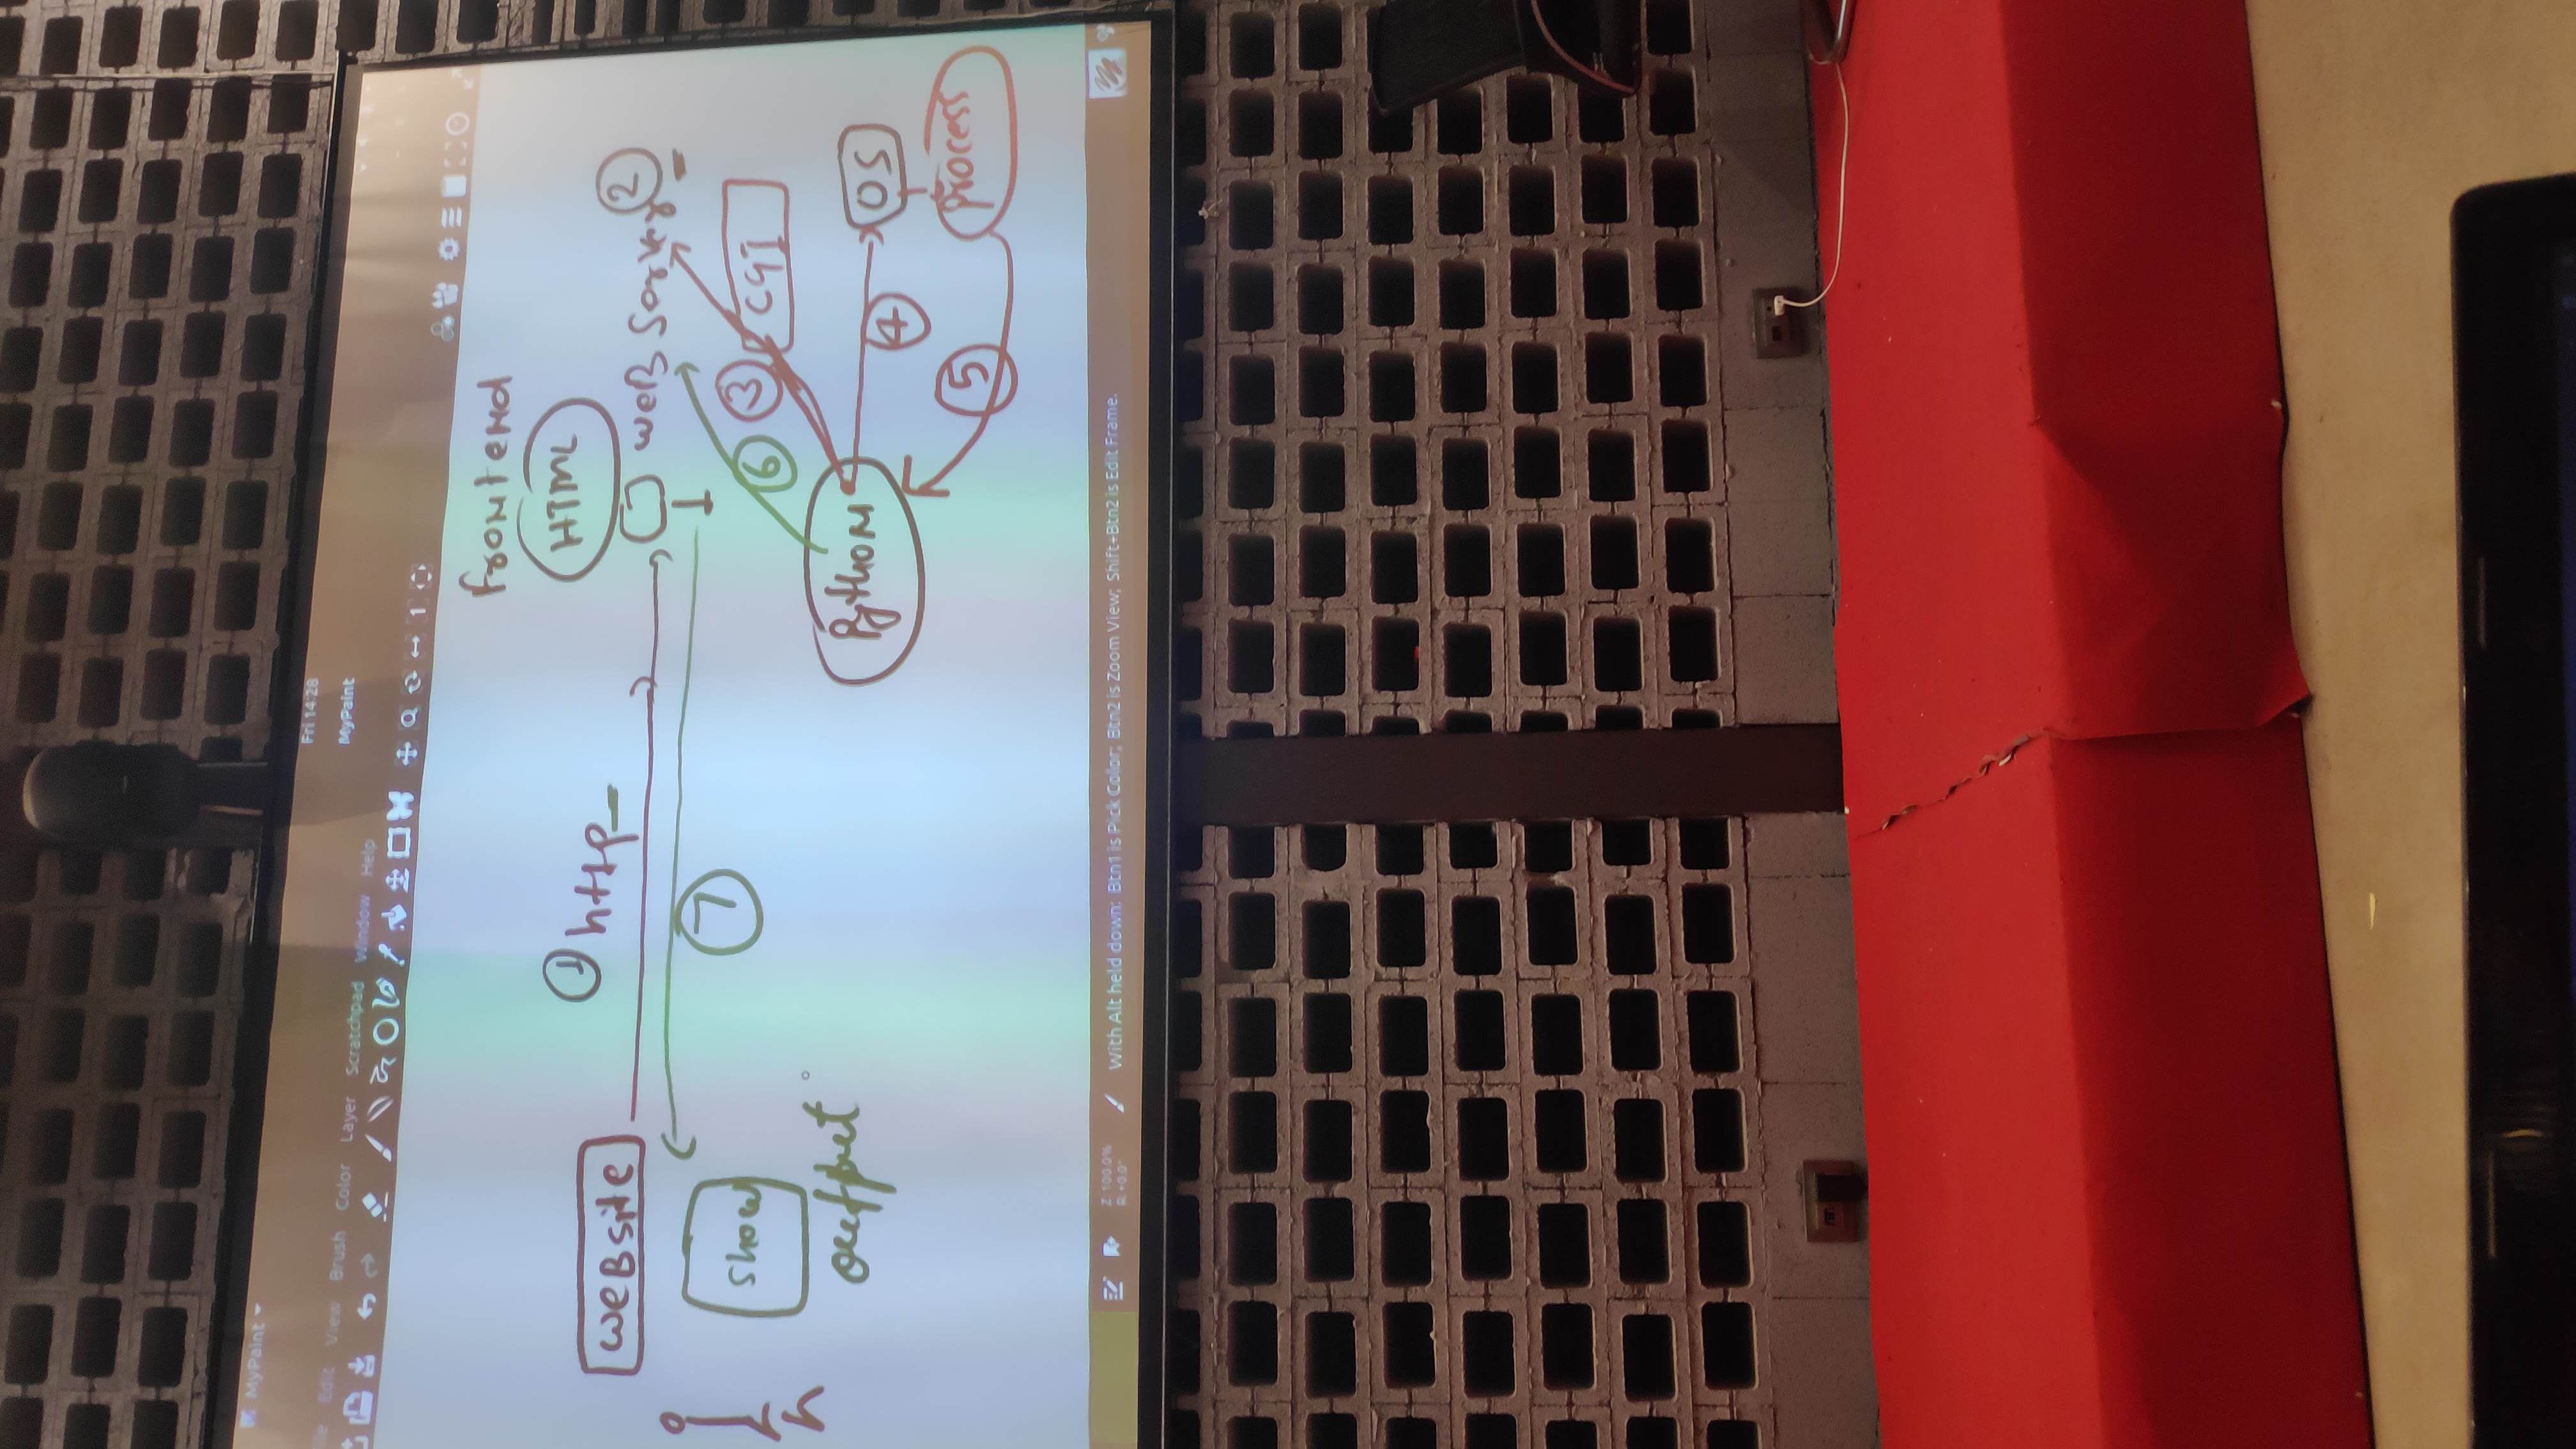 MyPaint
Fri 14:28
File Edit View Brush Color Layer Scratchpad Window Help
MyPaint
1
frontend
HTML
① http
website
web server ②
⑦
show
output
⑥ ③ CGI
Python
④ OS
⑤ process
Z: 100.0%
R: +0.0°
With Alt held down: Btn1 is Pick Color; Btn2 is Zoom View; Shift+Btn2 is Edit Frame.